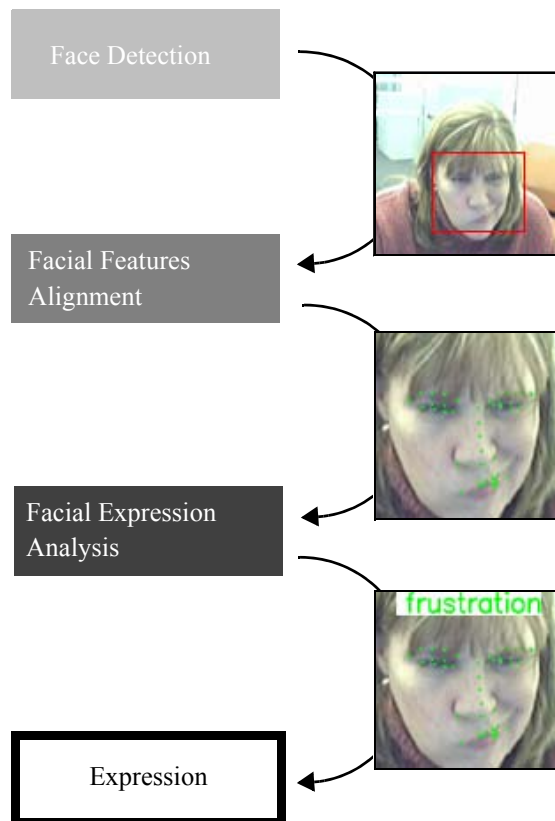 Face Detection
Facial Features
Alignment
Facial Expression
Analysis
frustration
Expression